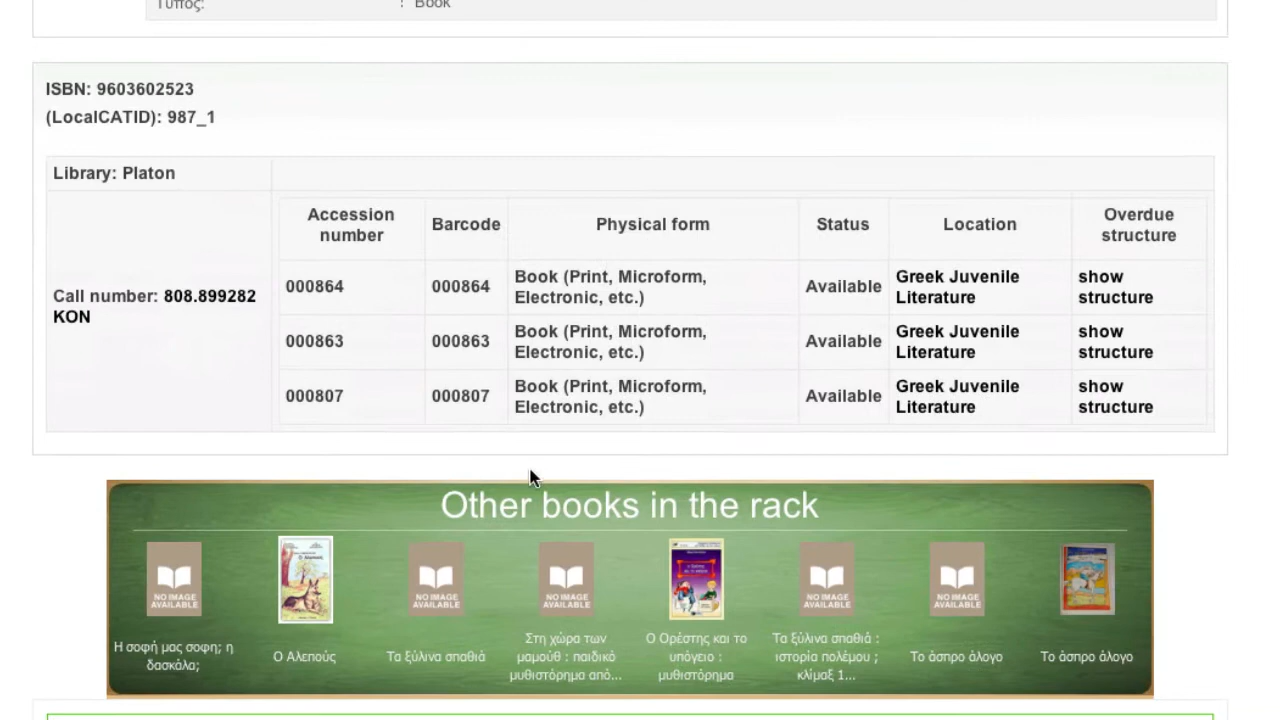 Τύπος: : Book
ISBN: 9603602523
(LocalCATID): 987_1
Library: Platon
Accession number Barcode Physical form Status Location Overdue structure
Call number: 808.899282 KON
000864 000864 Book (Print, Microform, Electronic, etc.) Available Greek Juvenile Literature show structure
000863 000863 Book (Print, Microform, Electronic, etc.) Available Greek Juvenile Literature show structure
000807 000807 Book (Print, Microform, Electronic, etc.) Available Greek Juvenile Literature show structure
Other books in the rack
NO IMAGE AVAILABLE
NO IMAGE AVAILABLE
NO IMAGE AVAILABLE
NO IMAGE AVAILABLE
NO IMAGE AVAILABLE
Η σοφή μας σοφη; η δασκάλα;
Ο Αλεπούς
Τα ξύλινα σπαθιά
Στη χώρα των μαμούθ : παιδικό μυθιστόρημα από...
Ο Ορέστης και το υπόγειο : μυθιστόρημα
Τα ξύλινα σπαθιά : ιστορία πολέμου ; κλίμαξ 1...
Το άσπρο άλογο
Το άσπρο άλογο